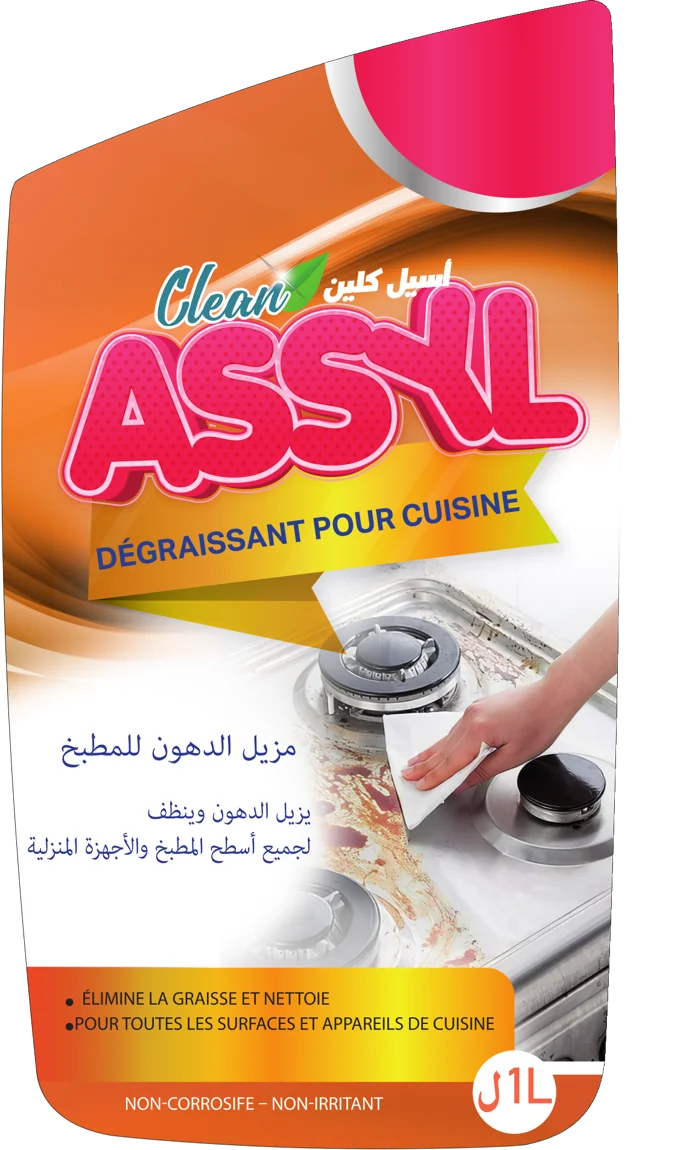 Clean أسيل كلين
ASSYL
DÉGRAISSANT POUR CUISINE
مزيل الدهون للمطبخ
يزيل الدهون وينظف
لجميع أسطح المطبخ والأجهزة المنزلية
• ÉLIMINE LA GRAISSE ET NETTOIE
•POUR TOUTES LES SURFACES ET APPAREILS DE CUISINE
NON-CORROSIFE – NON-IRRITANT
1L ل